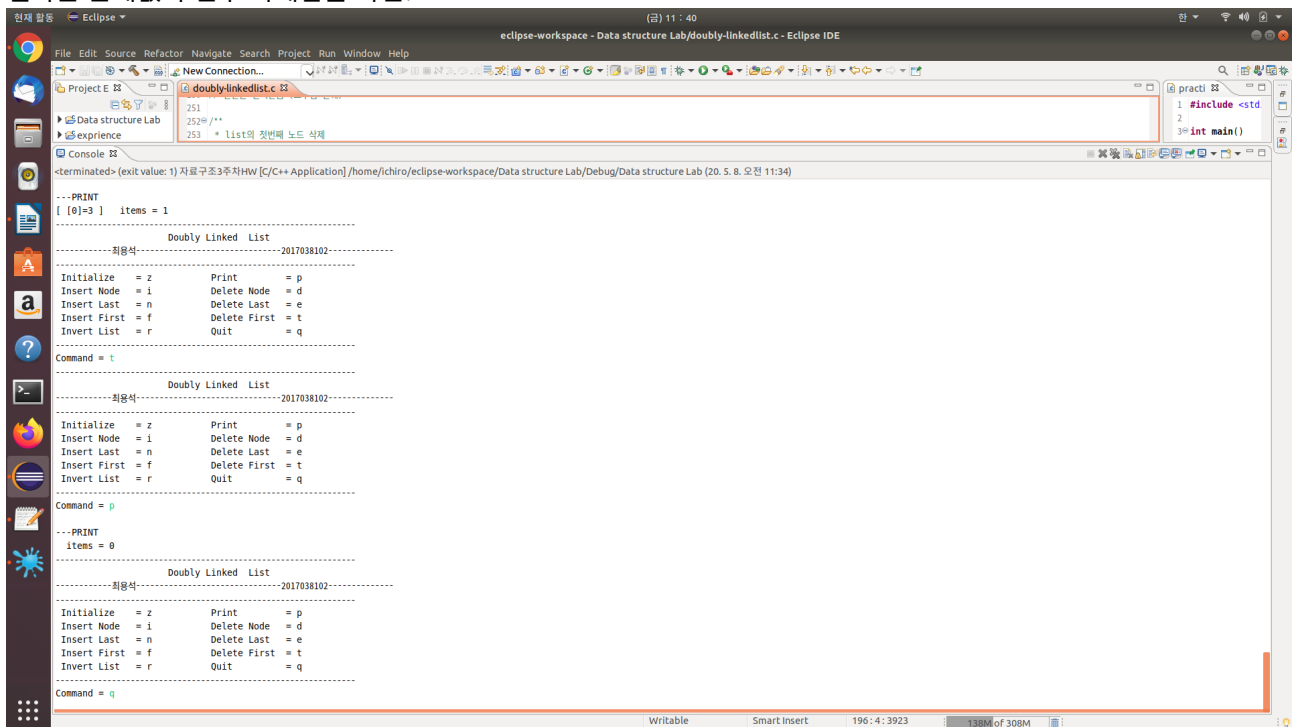 현재 활동 Eclipse ▾ (금) 11 : 40 한 ▾
eclipse-workspace - Data structure Lab/doubly-linkedlist.c - Eclipse IDE
File Edit Source Refactor Navigate Search Project Run Window Help
New Connection...
Project E doubly-linkedlist.c practi
251
252 /**
253 * list의 첫번째 노드 삭제
Data structure Lab
exprience
1 #include <std
2
3 int main()
Console
<terminated> (exit value: 1) 자료구조3주차HW [C/C++ Application] /home/ichiro/eclipse-workspace/Data structure Lab/Debug/Data structure Lab (20. 5. 8. 오전 11:34)
---PRINT
[ [0]=3 ] items = 1
----------------------------------------------------------------
Doubly Linked List
------------최용석-------------------------------2017038102--------------
----------------------------------------------------------------
Initialize = z Print = p
Insert Node = i Delete Node = d
Insert Last = n Delete Last = e
Insert First = f Delete First = t
Invert List = r Quit = q
----------------------------------------------------------------
Command = t
----------------------------------------------------------------
Doubly Linked List
------------최용석-------------------------------2017038102--------------
----------------------------------------------------------------
Initialize = z Print = p
Insert Node = i Delete Node = d
Insert Last = n Delete Last = e
Insert First = f Delete First = t
Invert List = r Quit = q
----------------------------------------------------------------
Command = p
---PRINT
items = 0
----------------------------------------------------------------
Doubly Linked List
------------최용석-------------------------------2017038102--------------
----------------------------------------------------------------
Initialize = z Print = p
Insert Node = i Delete Node = d
Insert Last = n Delete Last = e
Insert First = f Delete First = t
Invert List = r Quit = q
----------------------------------------------------------------
Command = q
Writable Smart Insert 196 : 4 : 3923 138M of 308M